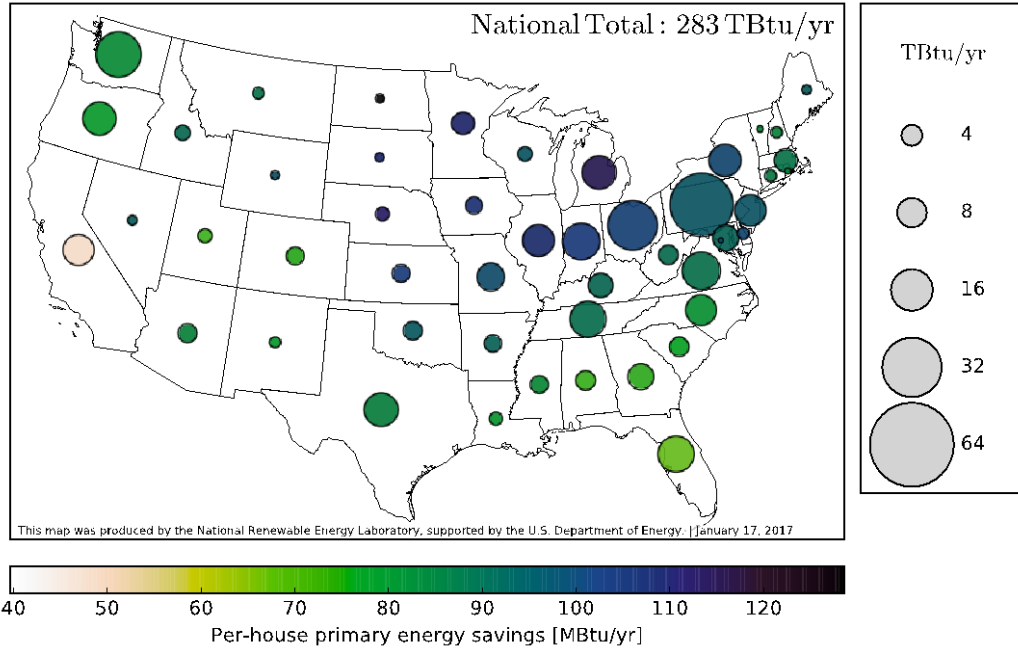 National Total: 283 TBtu/yr
TBtu/yr
4
8
16
32
64
This map was produced by the National Renewable Energy Laboratory, supported by the U.S. Department of Energy. | January 17, 2017
40 50 60 70 80 90 100 110 120
Per-house primary energy savings [MBtu/yr]